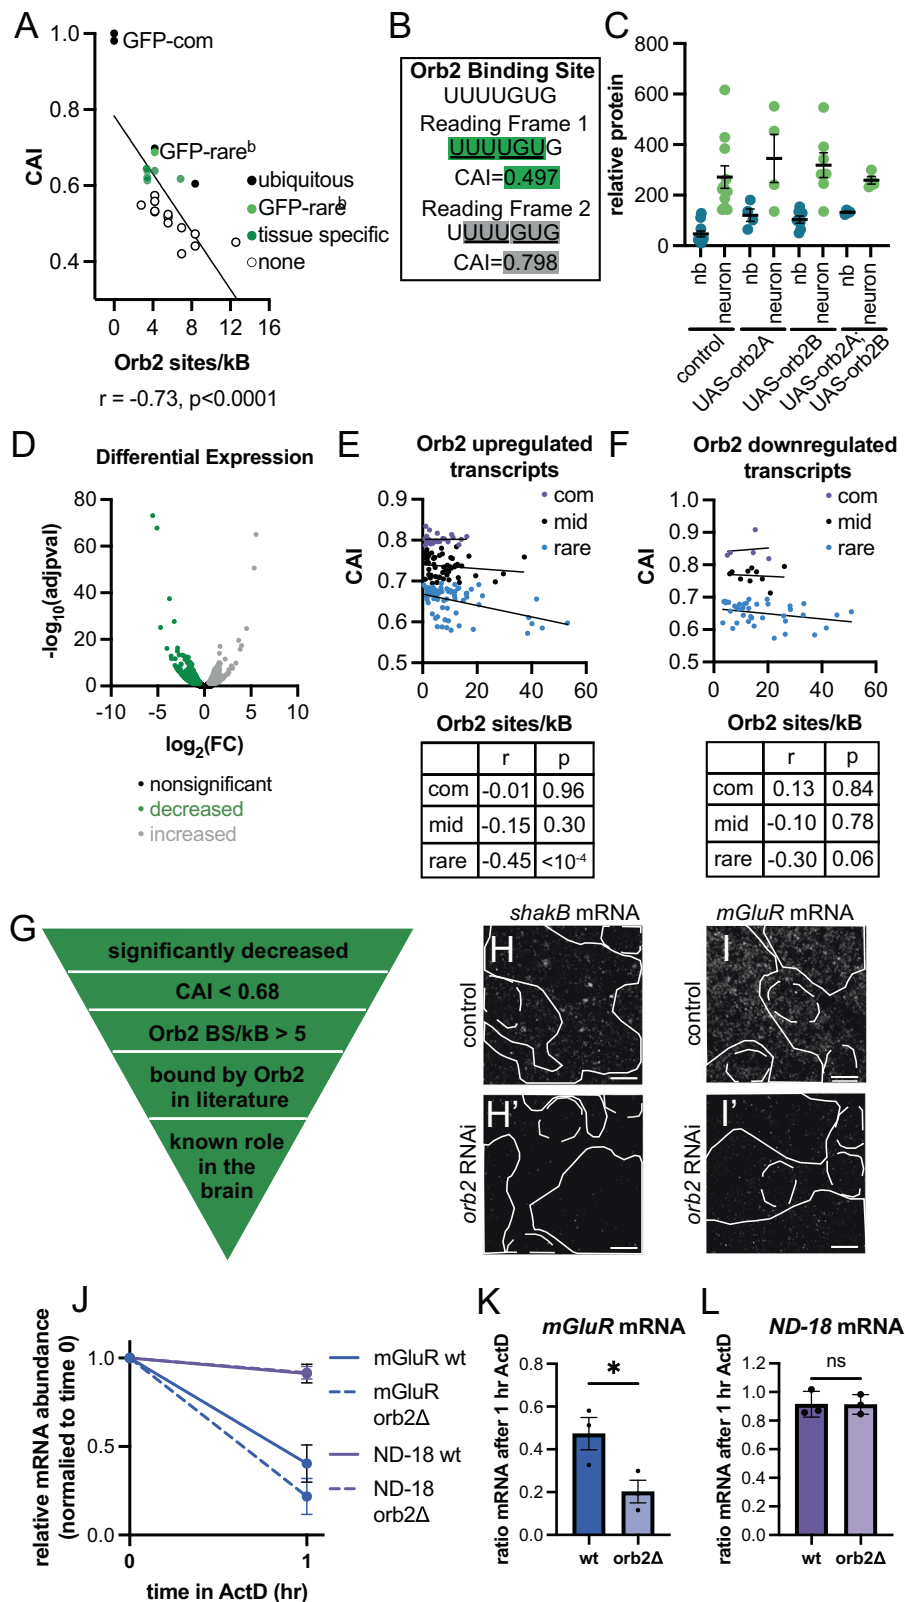 A
1.0
0.8
0.6
0.4
CAI
GFP-com
GFP-rareᵇ
ubiquitous
GFP-rareᵇ
tissue specific
none
0 4 8 12 16
Orb2 sites/kB
r = -0.73, p<0.0001
B
Orb2 Binding Site
UUUUGUG
Reading Frame 1
UUUUGUG
CAI=0.497
Reading Frame 2
UUUUGUG
CAI=0.798
C
800
600
400
200
0
relative protein
nb neuron nb neuron nb neuron nb neuron
control
UAS-orb2A
UAS-orb2B
UAS-orb2A;
UAS-orb2B
D
Differential Expression
80
60
40
20
0
-log₁₀(adjpval)
-10 -5 0 5 10
log₂(FC)
nonsignificant
decreased
increased
E
Orb2 upregulated
transcripts
com
mid
rare
0.9
0.8
0.7
0.6
0.5
CAI
0 20 40 60
Orb2 sites/kB
r p
com -0.01 0.96
mid -0.15 0.30
rare -0.45 <10⁻⁴
F
Orb2 downregulated
transcripts
com
mid
rare
1.0
0.9
0.8
0.7
0.6
0.5
CAI
0 20 40 60
Orb2 sites/kB
r p
com 0.13 0.84
mid -0.10 0.78
rare -0.30 0.06
G
significantly decreased
CAI < 0.68
Orb2 BS/kB > 5
bound by Orb2
in literature
known role
in the
brain
shakB mRNA
mGluR mRNA
control
H
control
I
orb2 RNAi
H'
orb2 RNAi
I'
J
relative mRNA abundance
(normalied to time 0)
1.0
0.5
0.0
0 1
time in ActD (hr)
mGluR wt
mGluR
orb2Δ
ND-18 wt
ND-18
orb2Δ
K
mGluR mRNA
ratio mRNA after 1 hr ActD
0.8
0.6
0.4
0.2
0.0
*
wt orb2Δ
L
ND-18 mRNA
ratio mRNA after 1 hr ActD
1.2
1.0
0.8
0.6
0.4
0.2
0.0
ns
wt orb2Δ